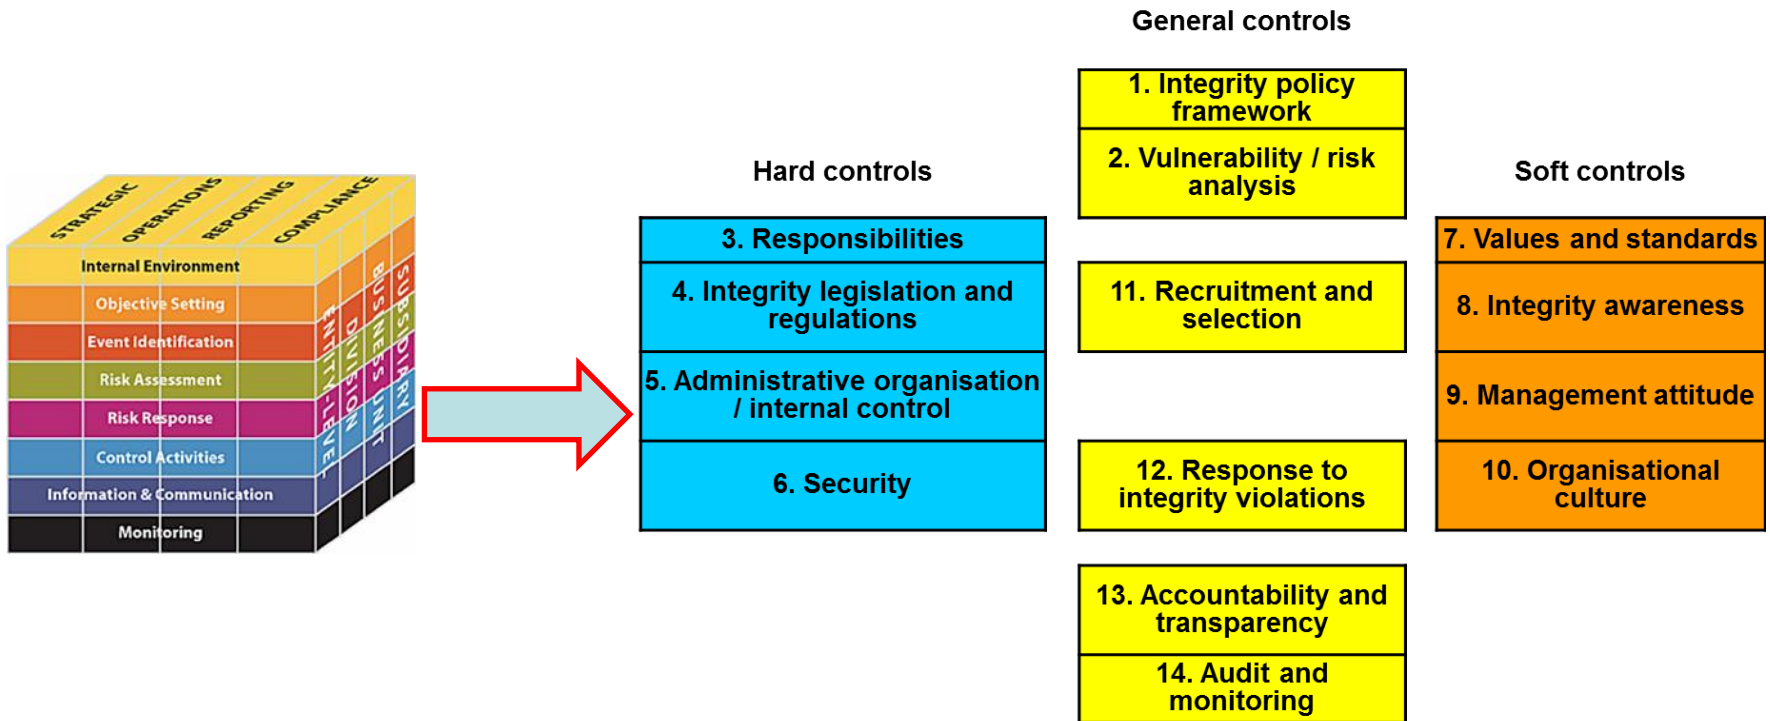 General controls
1. Integrity policy
framework
2. Vulnerability / risk
analysis
Hard controls
Soft controls
STRATEGIC
OPERATIONS
REPORTING
COMPLIANCE
Internal Environment
Objective Setting
Event Identification
Risk Assessment
Risk Response
Control Activities
Information & Communication
Monitoring
ENTITY-LEVEL
DIVISION
BUSINESS UNIT
SUBSIDIARY
3. Responsibilities
4. Integrity legislation and
regulations
5. Administrative organisation
/ internal control
6. Security
11. Recruitment and
selection
12. Response to
integrity violations
13. Accountability and
transparency
14. Audit and
monitoring
7. Values and standards
8. Integrity awareness
9. Management attitude
10. Organisational
culture